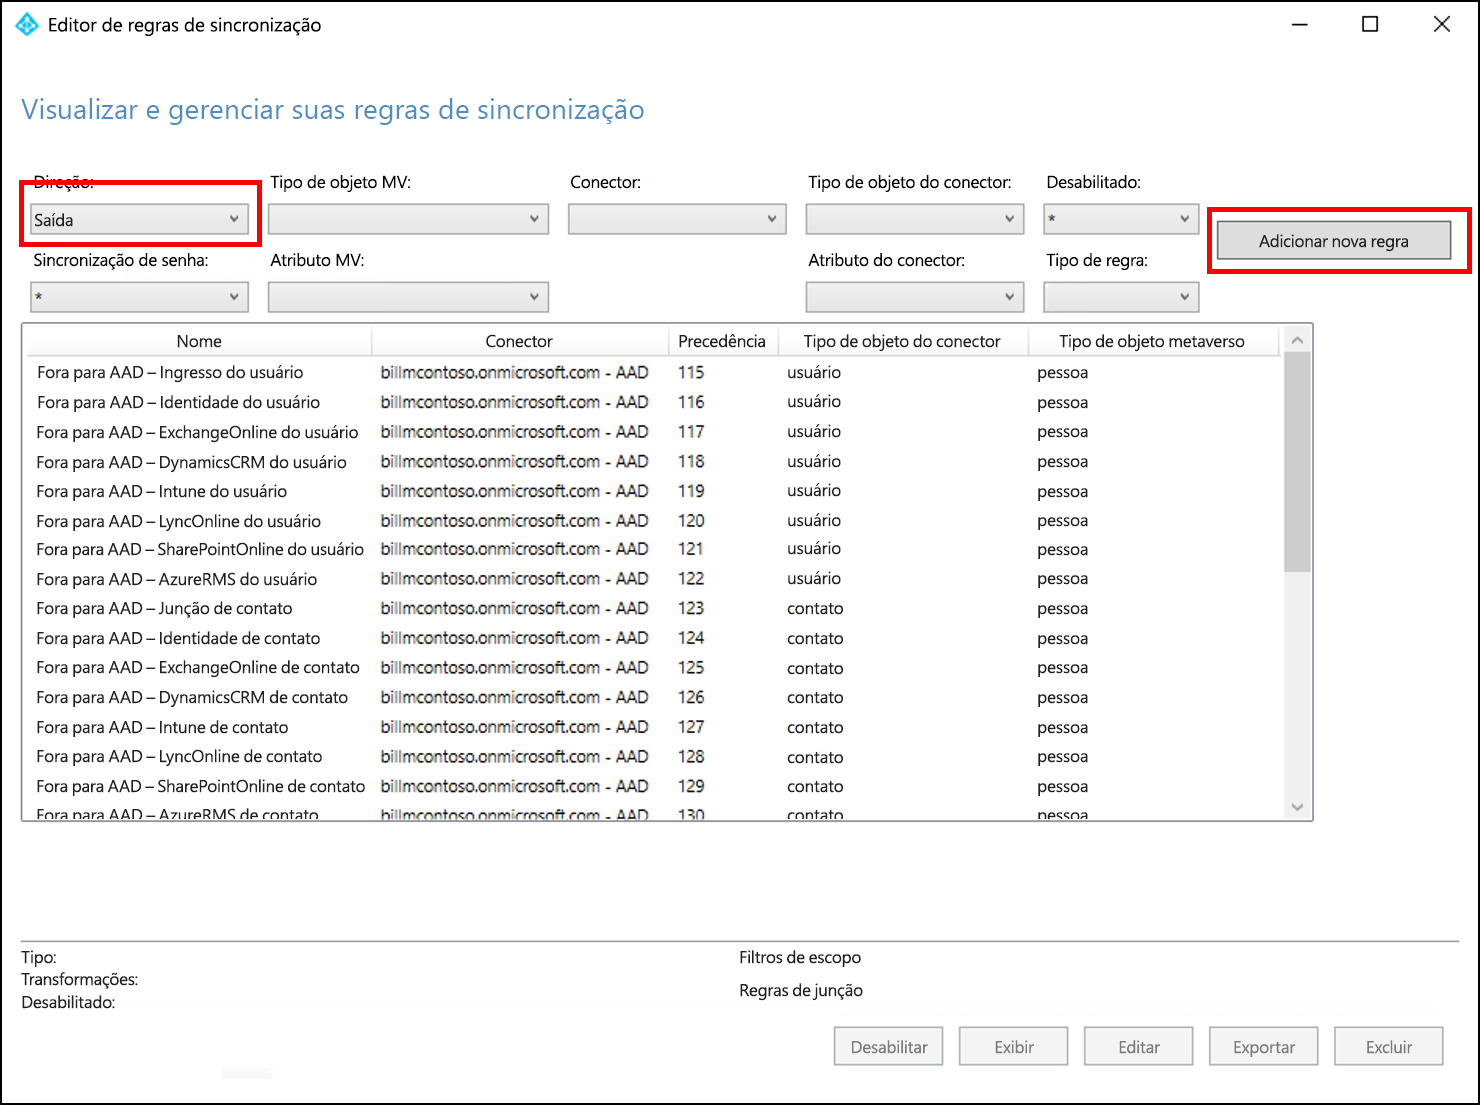 Editor de regras de sincronização
Visualizar e gerenciar suas regras de sincronização
Direção: Tipo de objeto MV: Conector: Tipo de objeto do conector: Desabilitado:
Saída *
Adicionar nova regra
Sincronização de senha: Atributo MV: Atributo do conector: Tipo de regra:
*
Nome Conector Precedência Tipo de objeto do conector Tipo de objeto metaverso
Fora para AAD – Ingresso do usuário billmcontoso.onmicrosoft.com - AAD 115 usuário pessoa
Fora para AAD – Identidade do usuário billmcontoso.onmicrosoft.com - AAD 116 usuário pessoa
Fora para AAD – ExchangeOnline do usuário billmcontoso.onmicrosoft.com - AAD 117 usuário pessoa
Fora para AAD – DynamicsCRM do usuário billmcontoso.onmicrosoft.com - AAD 118 usuário pessoa
Fora para AAD – Intune do usuário billmcontoso.onmicrosoft.com - AAD 119 usuário pessoa
Fora para AAD – LyncOnline do usuário billmcontoso.onmicrosoft.com - AAD 120 usuário pessoa
Fora para AAD – SharePointOnline do usuário billmcontoso.onmicrosoft.com - AAD 121 usuário pessoa
Fora para AAD – AzureRMS do usuário billmcontoso.onmicrosoft.com - AAD 122 usuário pessoa
Fora para AAD – Junção de contato billmcontoso.onmicrosoft.com - AAD 123 contato pessoa
Fora para AAD – Identidade de contato billmcontoso.onmicrosoft.com - AAD 124 contato pessoa
Fora para AAD – ExchangeOnline de contato billmcontoso.onmicrosoft.com - AAD 125 contato pessoa
Fora para AAD – DynamicsCRM de contato billmcontoso.onmicrosoft.com - AAD 126 contato pessoa
Fora para AAD – Intune de contato billmcontoso.onmicrosoft.com - AAD 127 contato pessoa
Fora para AAD – LyncOnline de contato billmcontoso.onmicrosoft.com - AAD 128 contato pessoa
Fora para AAD – SharePointOnline de contato billmcontoso.onmicrosoft.com - AAD 129 contato pessoa
Fora para AAD – AzureRMS de contato billmcontoso.onmicrosoft.com - AAD 130 contato pessoa
Tipo: Filtros de escopo
Transformações:
Regras de junção
Desabilitado:
Desabilitar Exibir Editar Exportar Excluir